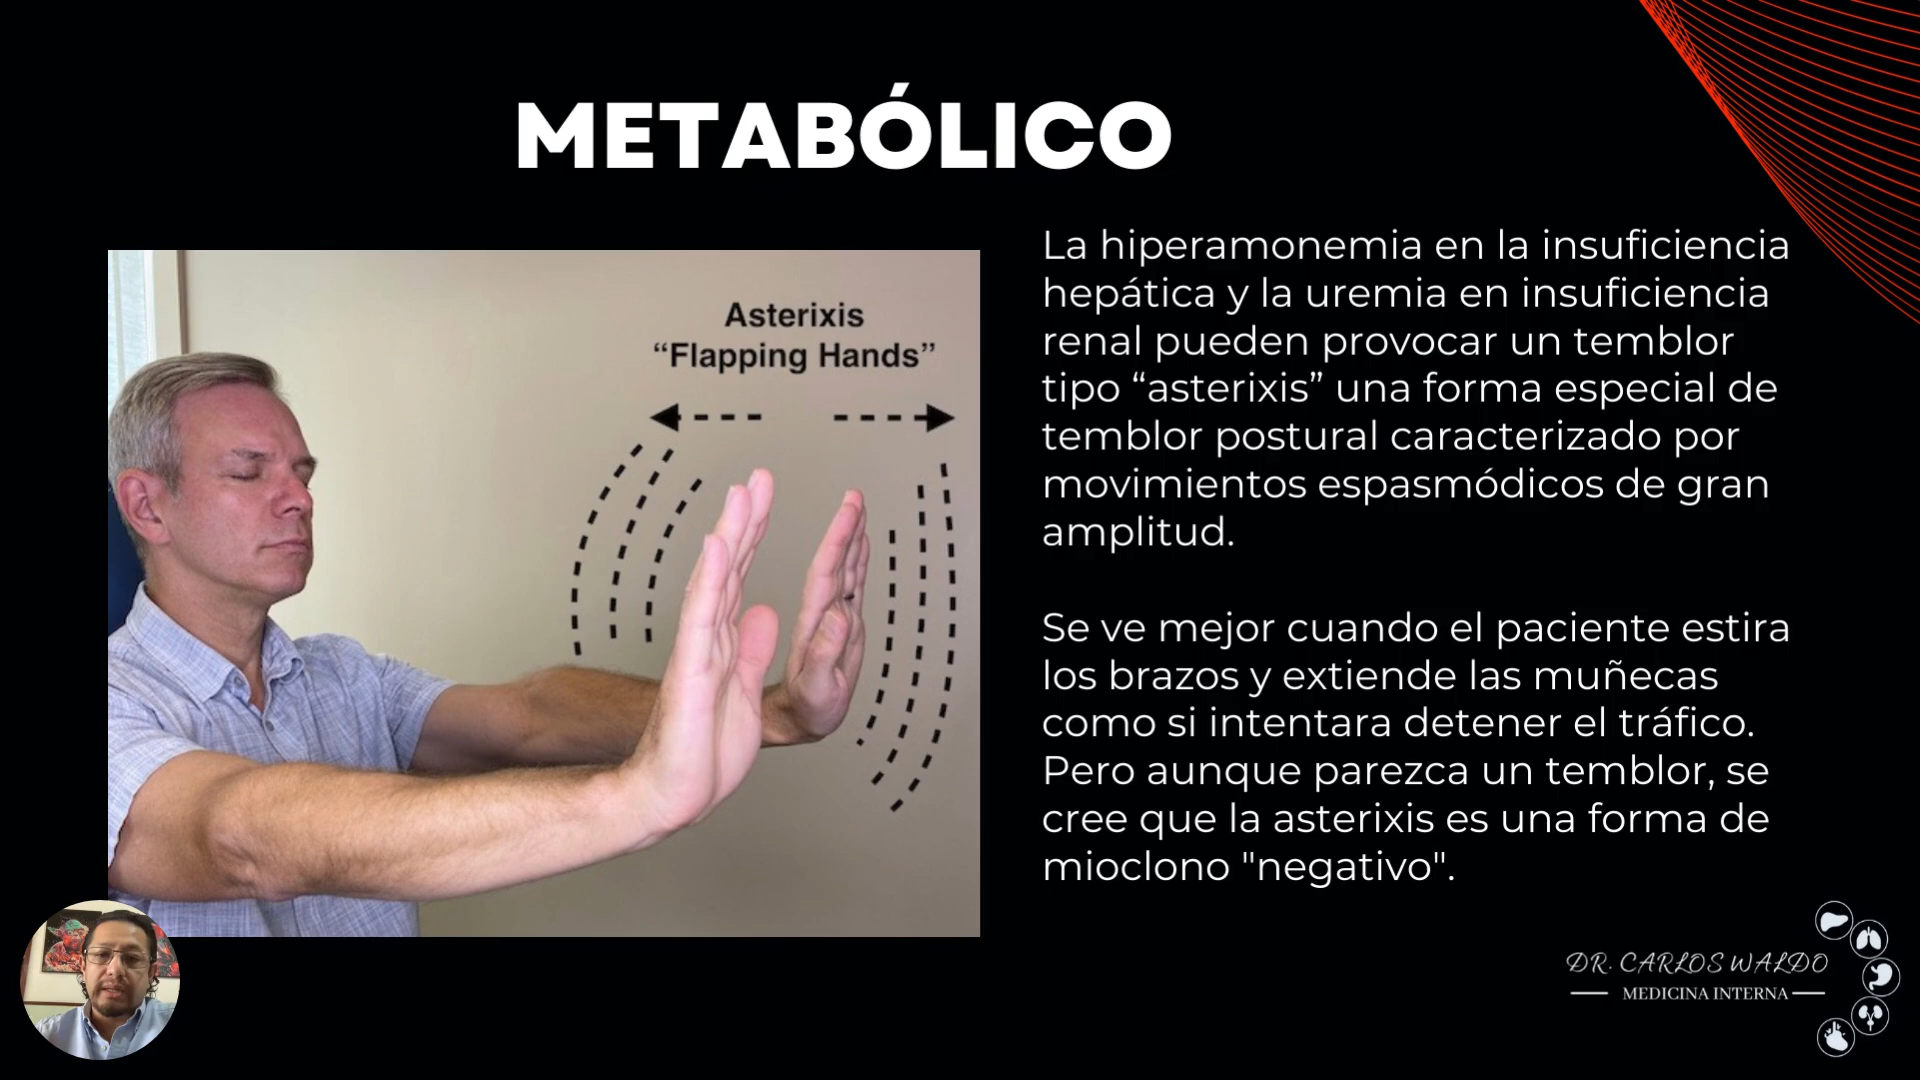 METABÓLICO
Asterixis
“Flapping Hands”
La hiperamonemia en la insuficiencia
hepática y la uremia en insuficiencia
renal pueden provocar un temblor
tipo “asterixis” una forma especial de
temblor postural caracterizado por
movimientos espasmódicos de gran
amplitud.
Se ve mejor cuando el paciente estira
los brazos y extiende las muñecas
como si intentara detener el tráfico.
Pero aunque parezca un temblor, se
cree que la asterixis es una forma de
mioclono "negativo".
DR. CARLOS WALDO
MEDICINA INTERNA